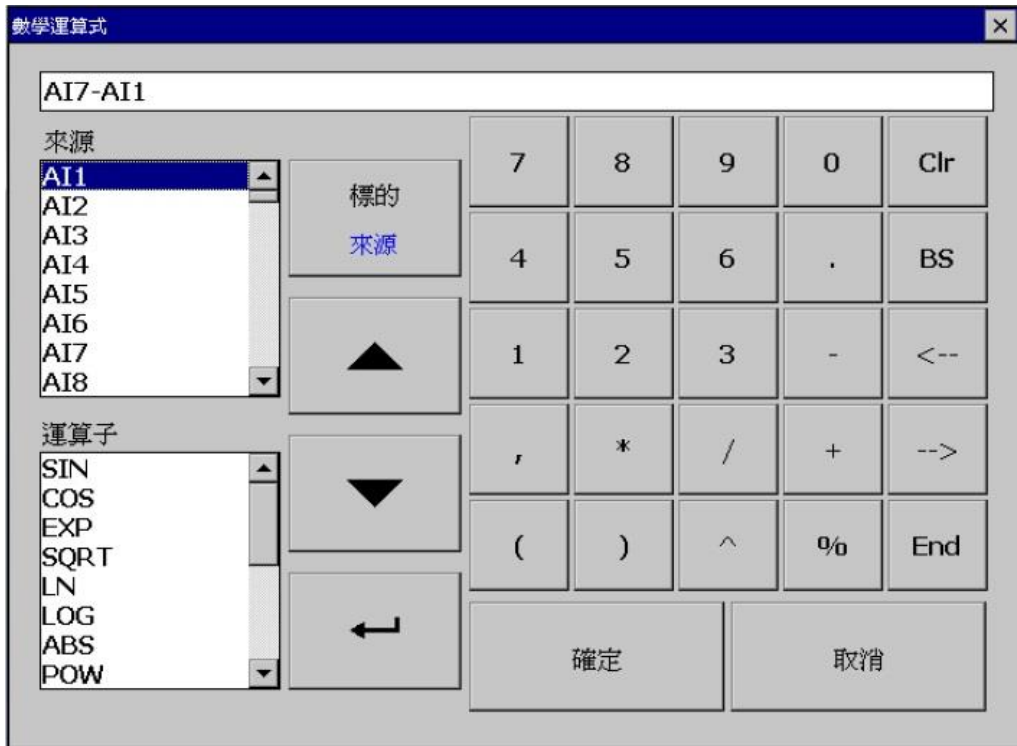 數學運算式
AI7-AI1
來源
AI1
AI2
AI3
AI4
AI5
AI6
AI7
AI8
標的
來源
運算子
SIN
COS
EXP
SQRT
LN
LOG
ABS
POW
7 8 9 0 Clr
4 5 6 . BS
1 2 3 - <--
, * / + -->
( ) ^ % End
確定 取消